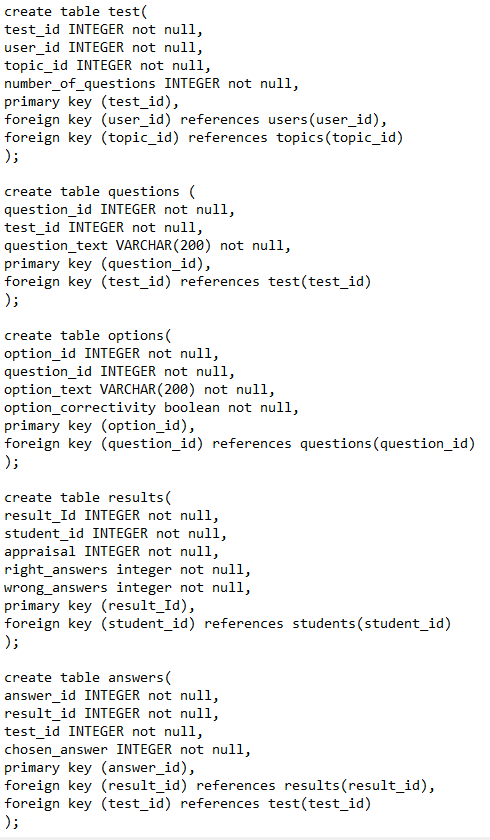 create table test(
test_id INTEGER not null,
user_id INTEGER not null,
topic_id INTEGER not null,
number_of_questions INTEGER not null,
primary key (test_id),
foreign key (user_id) references users(user_id),
foreign key (topic_id) references topics(topic_id)
);

create table questions (
question_id INTEGER not null,
test_id INTEGER not null,
question_text VARCHAR(200) not null,
primary key (question_id),
foreign key (test_id) references test(test_id)
);

create table options(
option_id INTEGER not null,
question_id INTEGER not null,
option_text VARCHAR(200) not null,
option_correctivity boolean not null,
primary key (option_id),
foreign key (question_id) references questions(question_id)
);

create table results(
result_Id INTEGER not null,
student_id INTEGER not null,
appraisal INTEGER not null,
right_answers integer not null,
wrong_answers integer not null,
primary key (result_Id),
foreign key (student_id) references students(student_id)
);

create table answers(
answer_id INTEGER not null,
result_id INTEGER not null,
test_id INTEGER not null,
chosen_answer INTEGER not null,
primary key (answer_id),
foreign key (result_id) references results(result_id),
foreign key (test_id) references test(test_id)
);